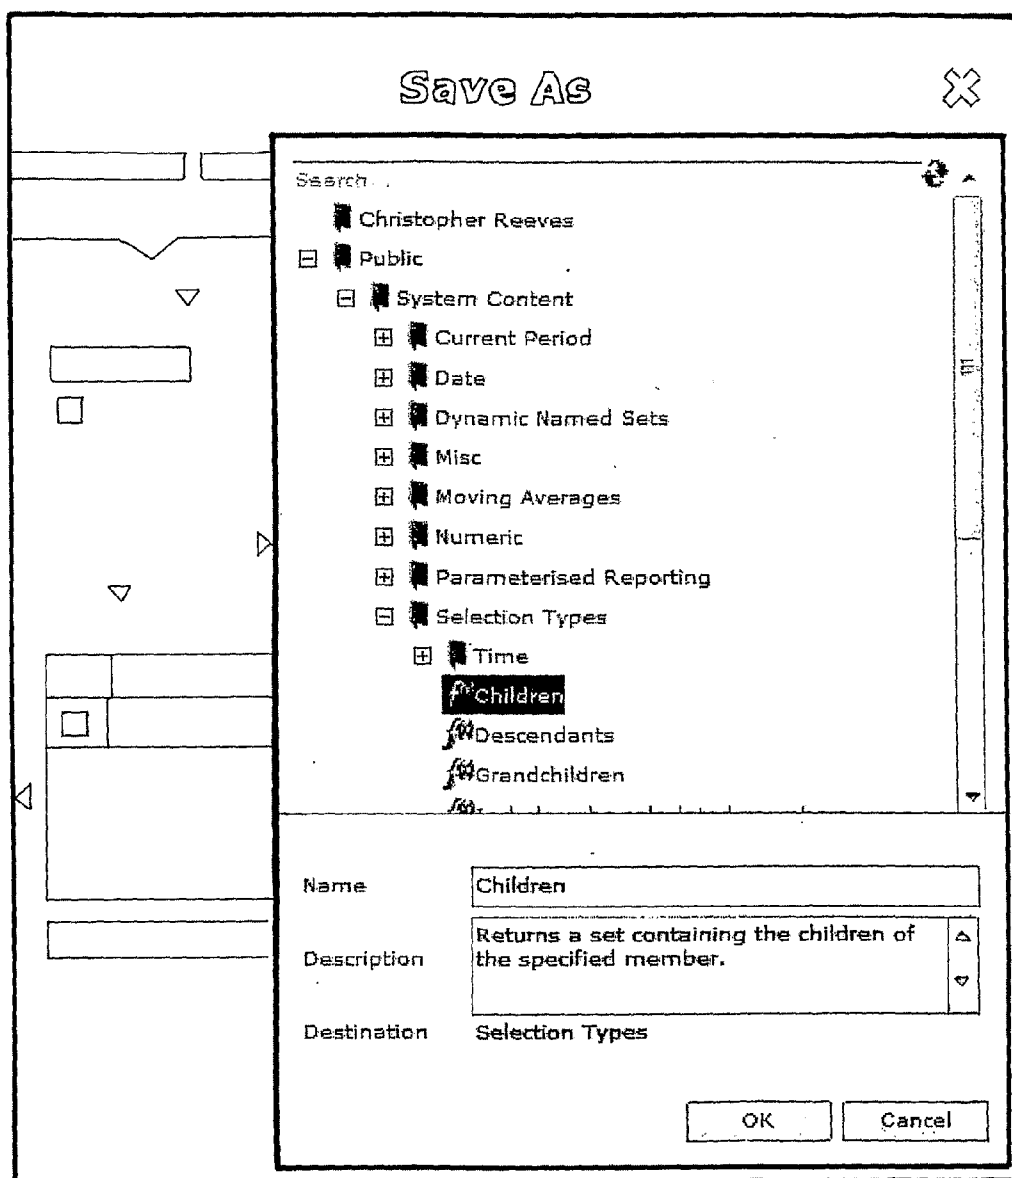 Save As
Search...
Christopher Reeves
Public
System Content
Current Period
Date
Dynamic Named Sets
Misc
Moving Averages
Numeric
Parameterised Reporting
Selection Types
Time
Children
Descendants
Grandchildren
Name
Children
Description
Returns a set containing the children of
the specified member.
Destination
Selection Types
OK
Cancel